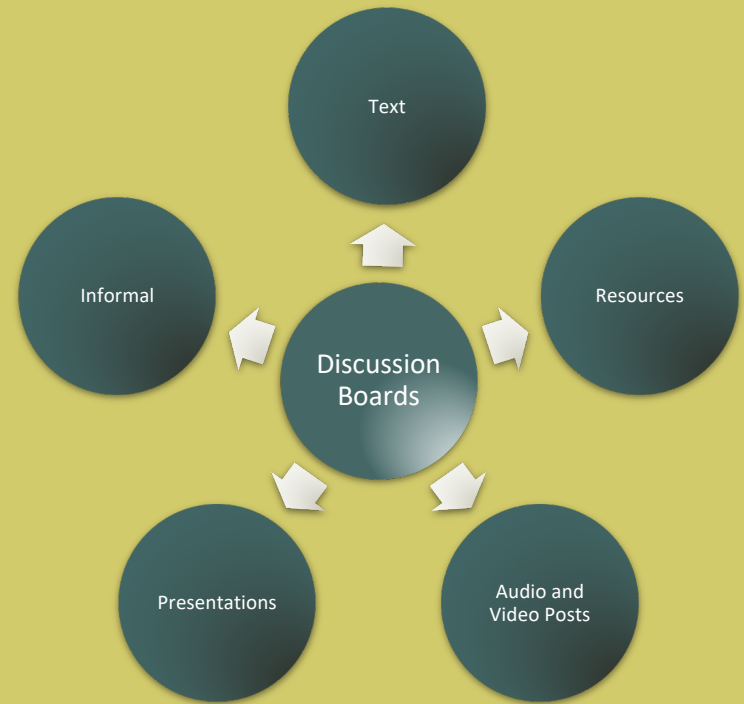 Text
Informal
Resources
Discussion
Boards
Presentations
Audio and
Video Posts